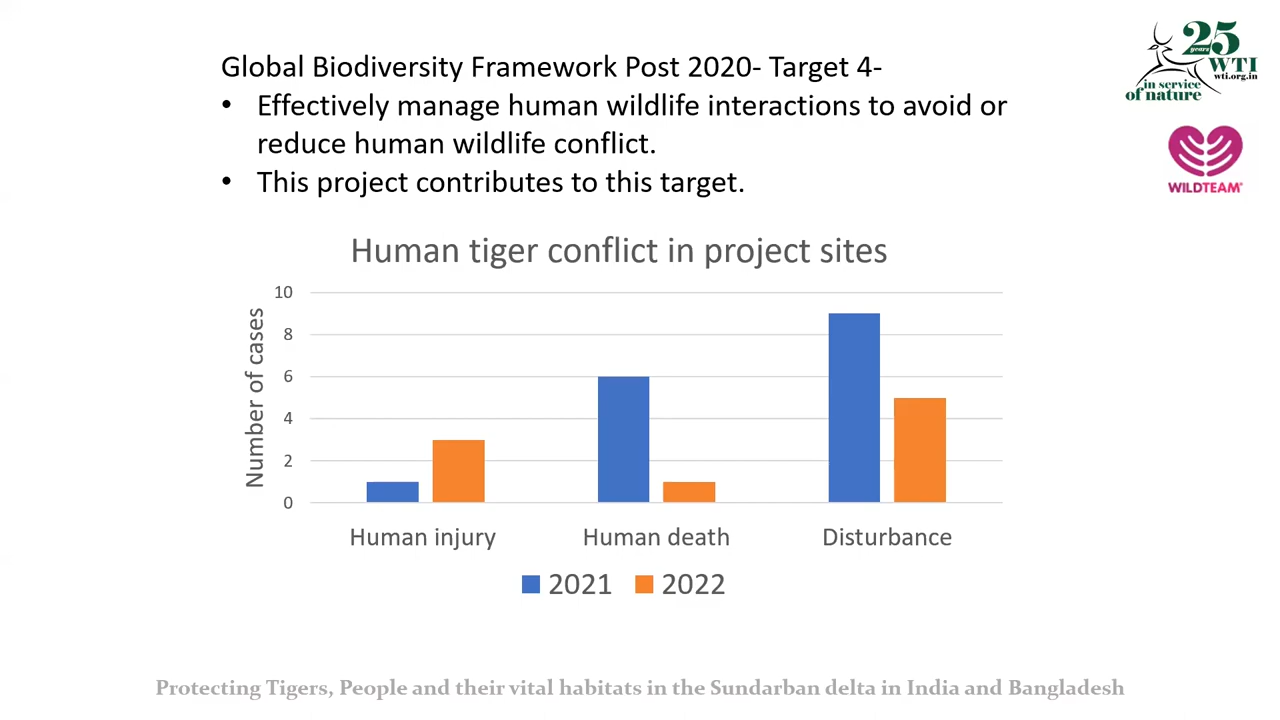 Global Biodiversity Framework Post 2020- Target 4-
• Effectively manage human wildlife interactions to avoid or
reduce human wildlife conflict.
• This project contributes to this target.
25
years
WTI
wti.org.in
in service
of nature
WILDTEAM®
Human tiger conflict in project sites
Number of cases
10
8
6
4
2
0
Human injury Human death Disturbance
2021 2022
Protecting Tigers, People and their vital habitats in the Sundarban delta in India and Bangladesh